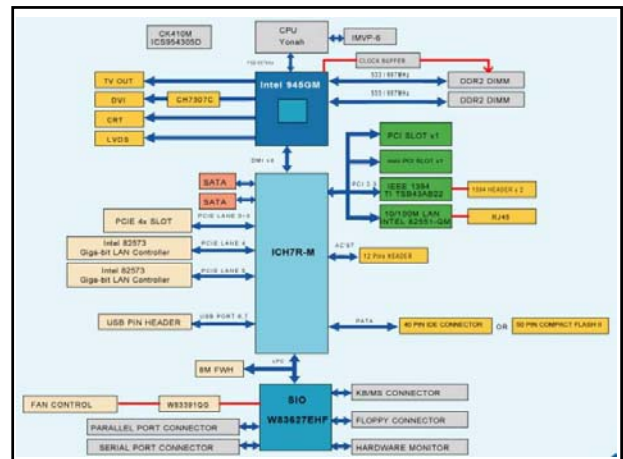 CK410M
ICS954305D
CPU
Yonah
IMVP-6
CLOCK BUFFER
TV OUT
DVI
CH7307C
CRT
LVDS
Intel 945GM
533 / 667MHz
533 / 667MHz
DDR2 DIMM
DDR2 DIMM
DMI x4
SATA
SATA
PCIE 4x SLOT
PCIE LANE 0~3
Intel 82573
Giga-bit LAN Controller
PCIE LANE 4
Intel 82573
Giga-bit LAN Controller
PCIE LANE 5
USB PIN HEADER
USB PORT 6,7
ICH7R-M
PCI 2.3
PCI SLOT x1
mini PCI SLOT x1
IEEE 1394
TI TSB43AB22
1394 HEADER x 2
10/100M LAN
INTEL 82551-QM
RJ45
AC'97
12 Pins HEADER
PATA
40 PIN IDE CONNECTOR
OR
50 PIN COMPACT FLASH II
LPC
8M FWH
SIO
W83627EHF
FAN CONTROL
W83391QG
PARALLEL PORT CONNECTOR
SERIAL PORT CONNECTOR
KB/MS CONNECTOR
FLOPPY CONNECTOR
HARDWARE MONITOR